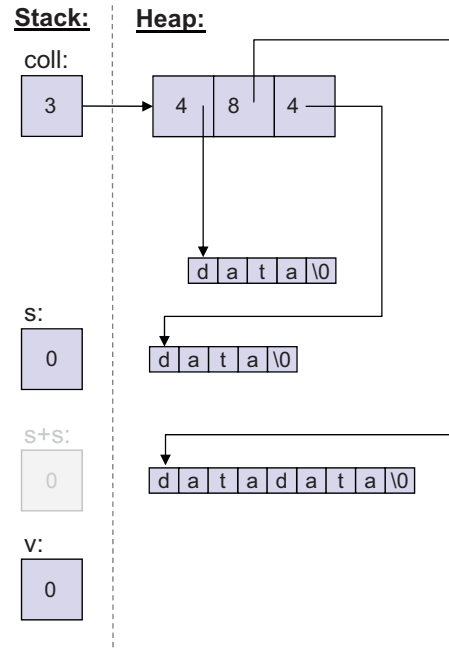 Stack: Heap:
coll:
3 4 8 4
d a t a \0
s:
0 d a t a \0
s+s:
0 d a t a d a t a \0
v:
0